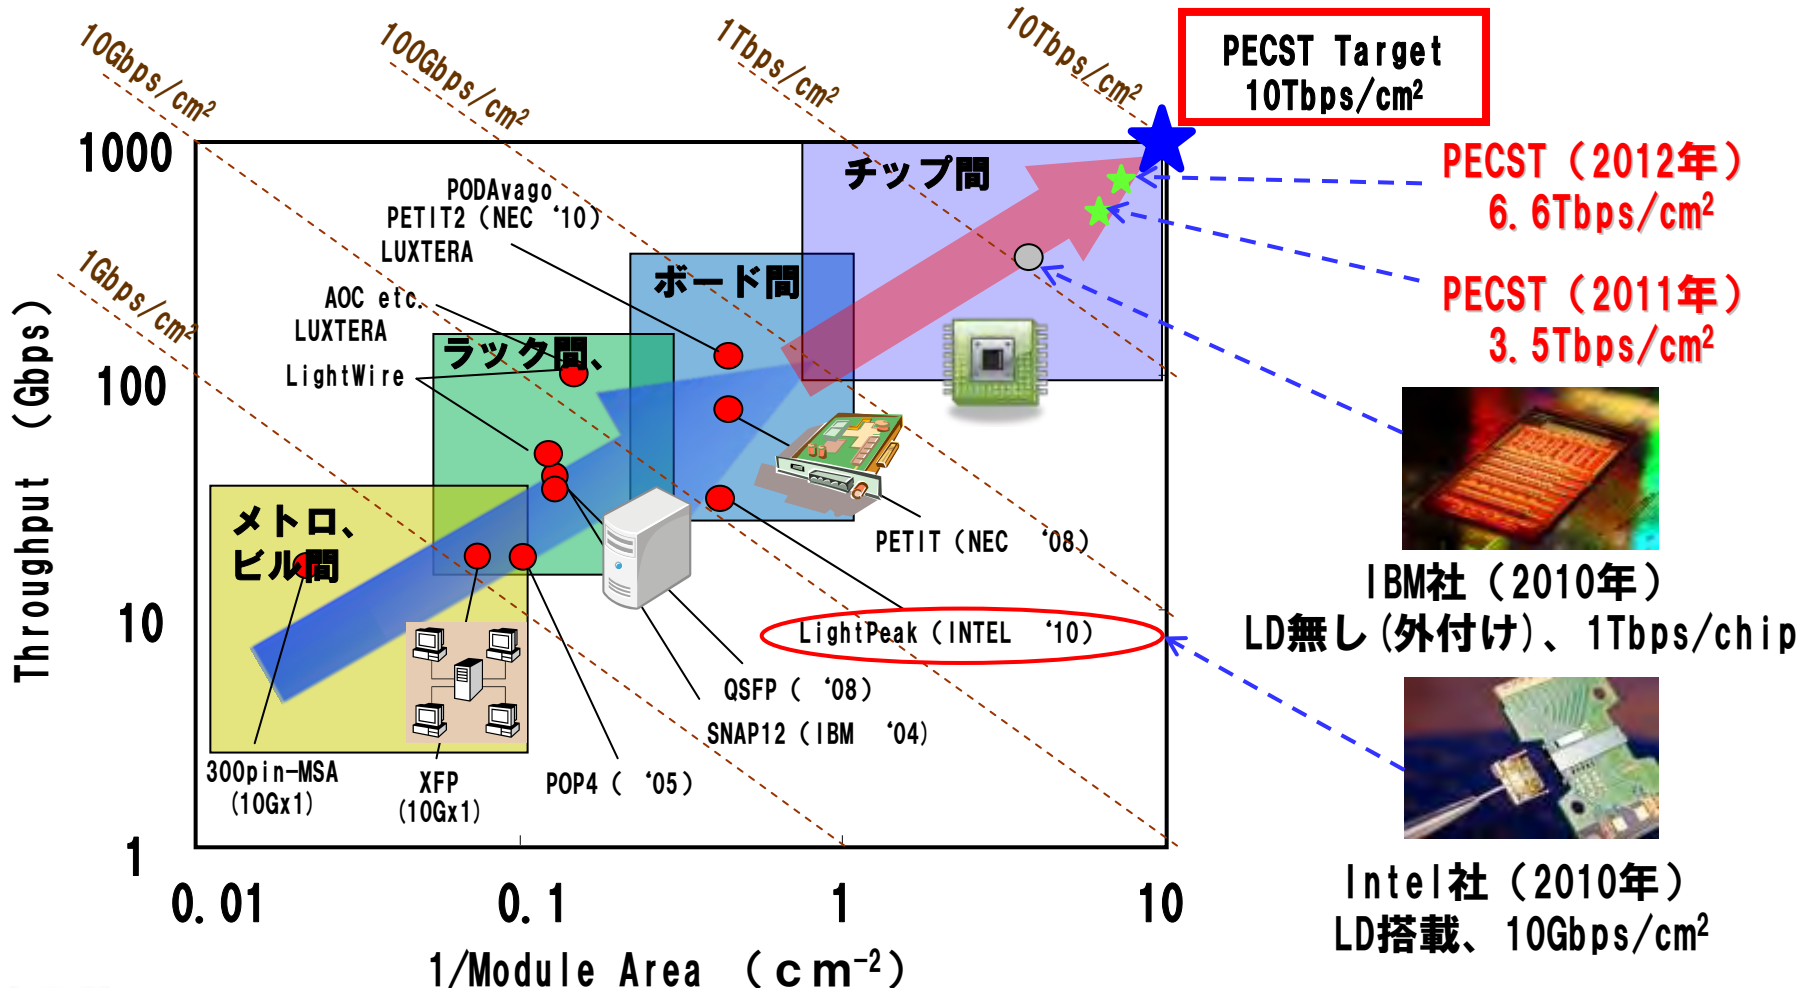 10Gbps/cm²
100Gbps/cm²
1Tbps/cm²
10Tbps/cm²
1Gbps/cm²
PECST Target
10Tbps/cm²
PECST（2012年）
6.6Tbps/cm²
PECST（2011年）
3.5Tbps/cm²
IBM社（2010年）
LD無し(外付け)、1Tbps/chip
Intel社（2010年）
LD搭載、10Gbps/cm²
Throughput （Gbps）
1000
100
10
1
0.01
0.1
1
10
1/Module Area （cm⁻²）
チップ間
ボード間
ラック間、
メトロ、
ビル間
PODAvago
PETIT2（NEC ‘10）
LUXTERA
AOC etc.
LUXTERA
LightWire
PETIT（NEC ‘08）
LightPeak（INTEL ‘10）
QSFP（ ‘08）
SNAP12（IBM ‘04）
POP4（ ‘05）
XFP
(10Gx1)
300pin-MSA
(10Gx1)